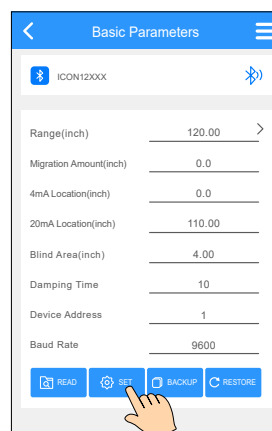 Basic Parameters
ICON12XXX
Range(inch) 120.00
Migration Amount(inch) 0.0
4mA Location(inch) 0.0
20mA Location(inch) 110.00
Blind Area(inch) 4.00
Damping Time 10
Device Address 1
Baud Rate 9600
READ SET BACKUP RESTORE